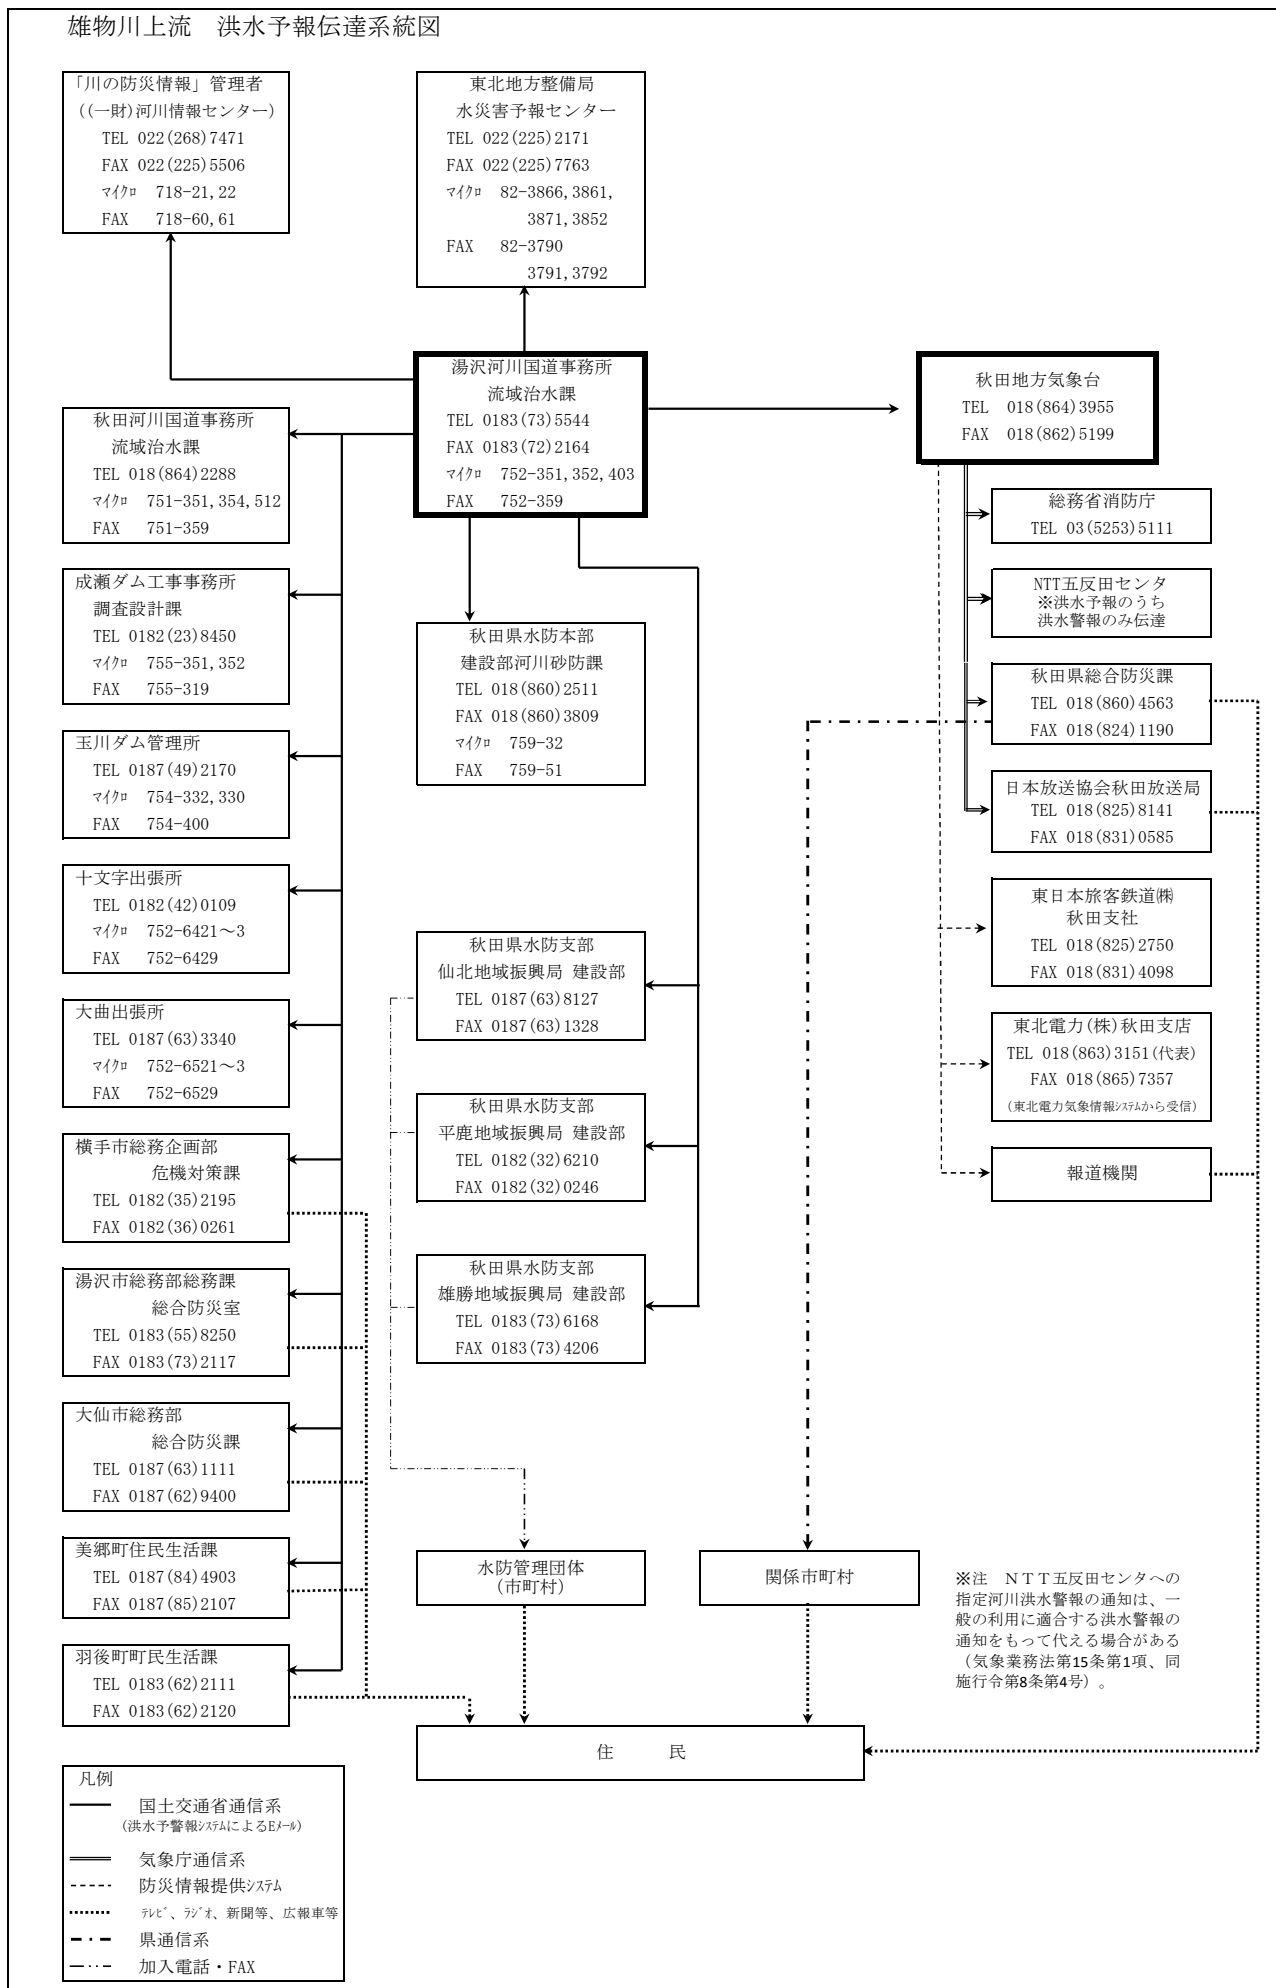 雄物川上流　洪水予報伝達系統図
「川の防災情報」管理者
((一財)河川情報センター)
TEL 022(268)7471
FAX 022(225)5506
ﾏｲｸﾛ　718-21,22
FAX　718-60,61
東北地方整備局
水災害予報センター
TEL 022(225)2171
FAX 022(225)7763
ﾏｲｸﾛ　82-3866,3861,
3871,3852
FAX　82-3790
3791,3792
湯沢河川国道事務所
流域治水課
TEL 0183(73)5544
FAX 0183(72)2164
ﾏｲｸﾛ　752-351,352,403
FAX　752-359
秋田地方気象台
TEL　018(864)3955
FAX　018(862)5199
秋田河川国道事務所
流域治水課
TEL 018(864)2288
ﾏｲｸﾛ　751-351,354,512
FAX　751-359
成瀬ダム工事事務所
調査設計課
TEL 0182(23)8450
ﾏｲｸﾛ　755-351,352
FAX　755-319
玉川ダム管理所
TEL 0187(49)2170
ﾏｲｸﾛ　754-332,330
FAX　754-400
十文字出張所
TEL 0182(42)0109
ﾏｲｸﾛ　752-6421～3
FAX　752-6429
大曲出張所
TEL 0187(63)3340
ﾏｲｸﾛ　752-6521～3
FAX　752-6529
横手市総務企画部
危機対策課
TEL 0182(35)2195
FAX 0182(36)0261
湯沢市総務部総務課
総合防災室
TEL 0183(55)8250
FAX 0183(73)2117
大仙市総務部
総合防災課
TEL 0187(63)1111
FAX 0187(62)9400
美郷町住民生活課
TEL 0187(84)4903
FAX 0187(85)2107
羽後町町民生活課
TEL 0183(62)2111
FAX 0183(62)2120
秋田県水防本部
建設部河川砂防課
TEL 018(860)2511
FAX 018(860)3809
ﾏｲｸﾛ　759-32
FAX　759-51
秋田県水防支部
仙北地域振興局 建設部
TEL 0187(63)8127
FAX 0187(63)1328
秋田県水防支部
平鹿地域振興局 建設部
TEL 0182(32)6210
FAX 0182(32)0246
秋田県水防支部
雄勝地域振興局 建設部
TEL 0183(73)6168
FAX 0183(73)4206
総務省消防庁
TEL 03(5253)5111
NTT五反田センタ
※洪水予報のうち
洪水警報のみ伝達
秋田県総合防災課
TEL 018(860)4563
FAX 018(824)1190
日本放送協会秋田放送局
TEL 018(825)8141
FAX 018(831)0585
東日本旅客鉄道㈱
秋田支社
TEL 018(825)2750
FAX 018(831)4098
東北電力(株)秋田支店
TEL 018(863)3151(代表)
FAX 018(865)7357
(東北電力気象情報ｼｽﾃﾑから受信)
報道機関
水防管理団体
(市町村)
関係市町村
※注　ＮＴＴ五反田センタへの
指定河川洪水警報の通知は、一
般の利用に適合する洪水警報の
通知をもって代える場合がある
（気象業務法第15条第1項、同
施行令第8条第4号）。
住　　民
凡例
国土交通省通信系
(洪水予警報ｼｽﾃﾑによるEﾒｰﾙ)
気象庁通信系
防災情報提供ｼｽﾃﾑ
ﾃﾚﾋﾞ、ﾗｼﾞｵ、新聞等、広報車等
県通信系
加入電話・FAX